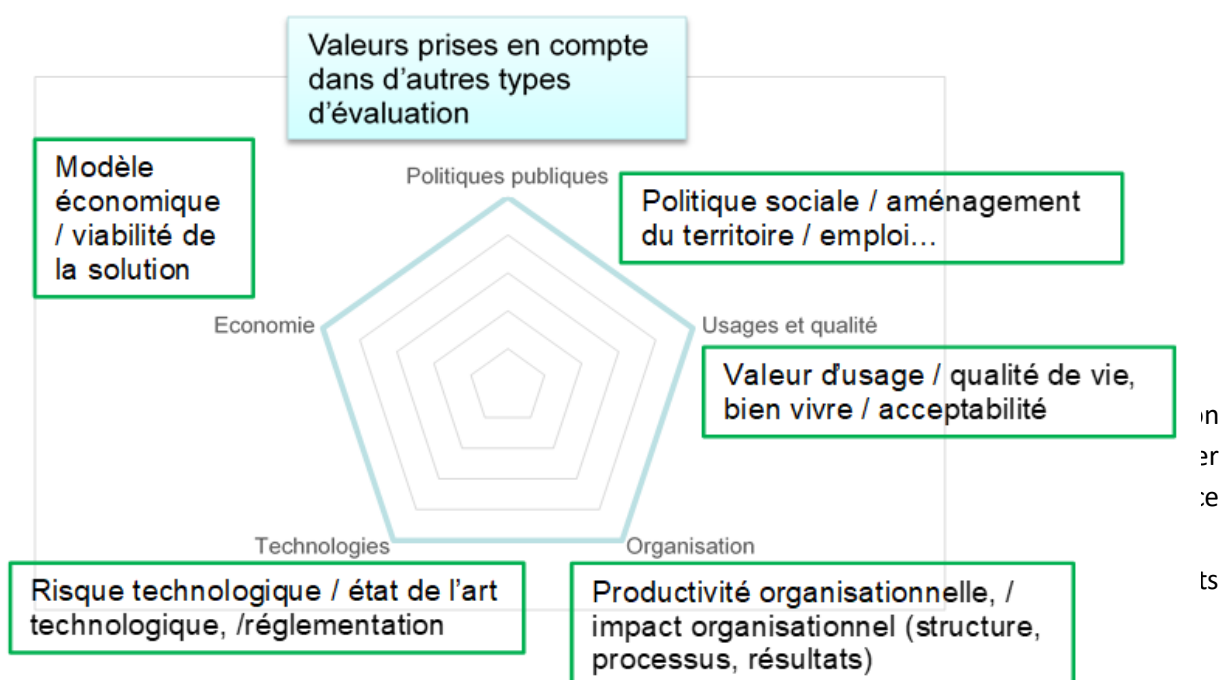 Valeurs prises en compte
dans d'autres types
d'évaluation
Modèle
économique
/ viabilité de
la solution
Politiques publiques
Politique sociale / aménagement
du territoire / emploi…
Economie
Usages et qualité
Valeur d'usage / qualité de vie,
bien vivre / acceptabilité
Technologies
Organisation
Risque technologique / état de l'art
technologique, /réglementation
Productivité organisationnelle, /
impact organisationnel (structure,
processus, résultats)